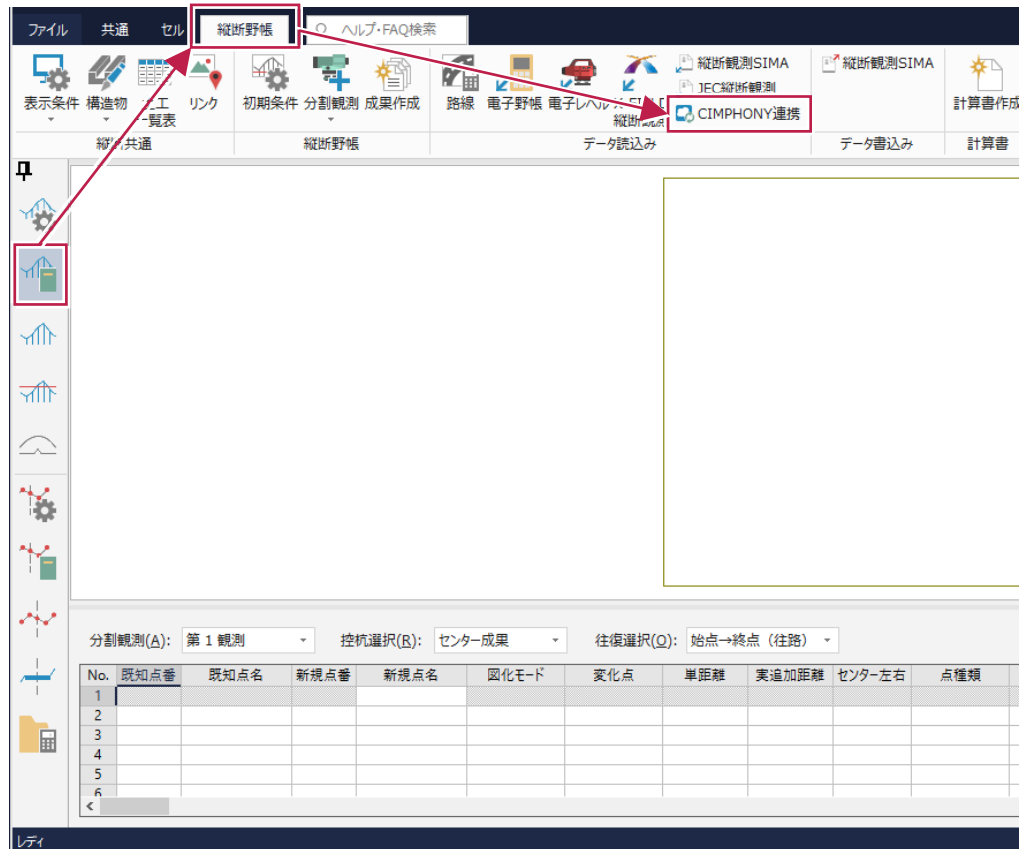 ファイル 共通 セル 縦断野帳 ヘルプ・FAQ検索
縦断観測SIMA 縦断観測SIMA
JEC縦断観測
表示条件 構造物 土工 リンク 初期条件 分割観測 成果作成 路線 電子野帳 電子レベル 計算書作成
一覧表 縦断観測 CIMPHONY連携
縦断共通 縦断野帳 データ読込み データ書込み 計算書
分割観測(A): 第1観測 控杭選択(R): センター成果 往復選択(O): 始点→終点（往路）
No. 既知点番 既知点名 新規点番 新規点名 図化モード 変化点 単距離 実追加距離 センター左右 点種類
1
2
3
4
5
6
レディ